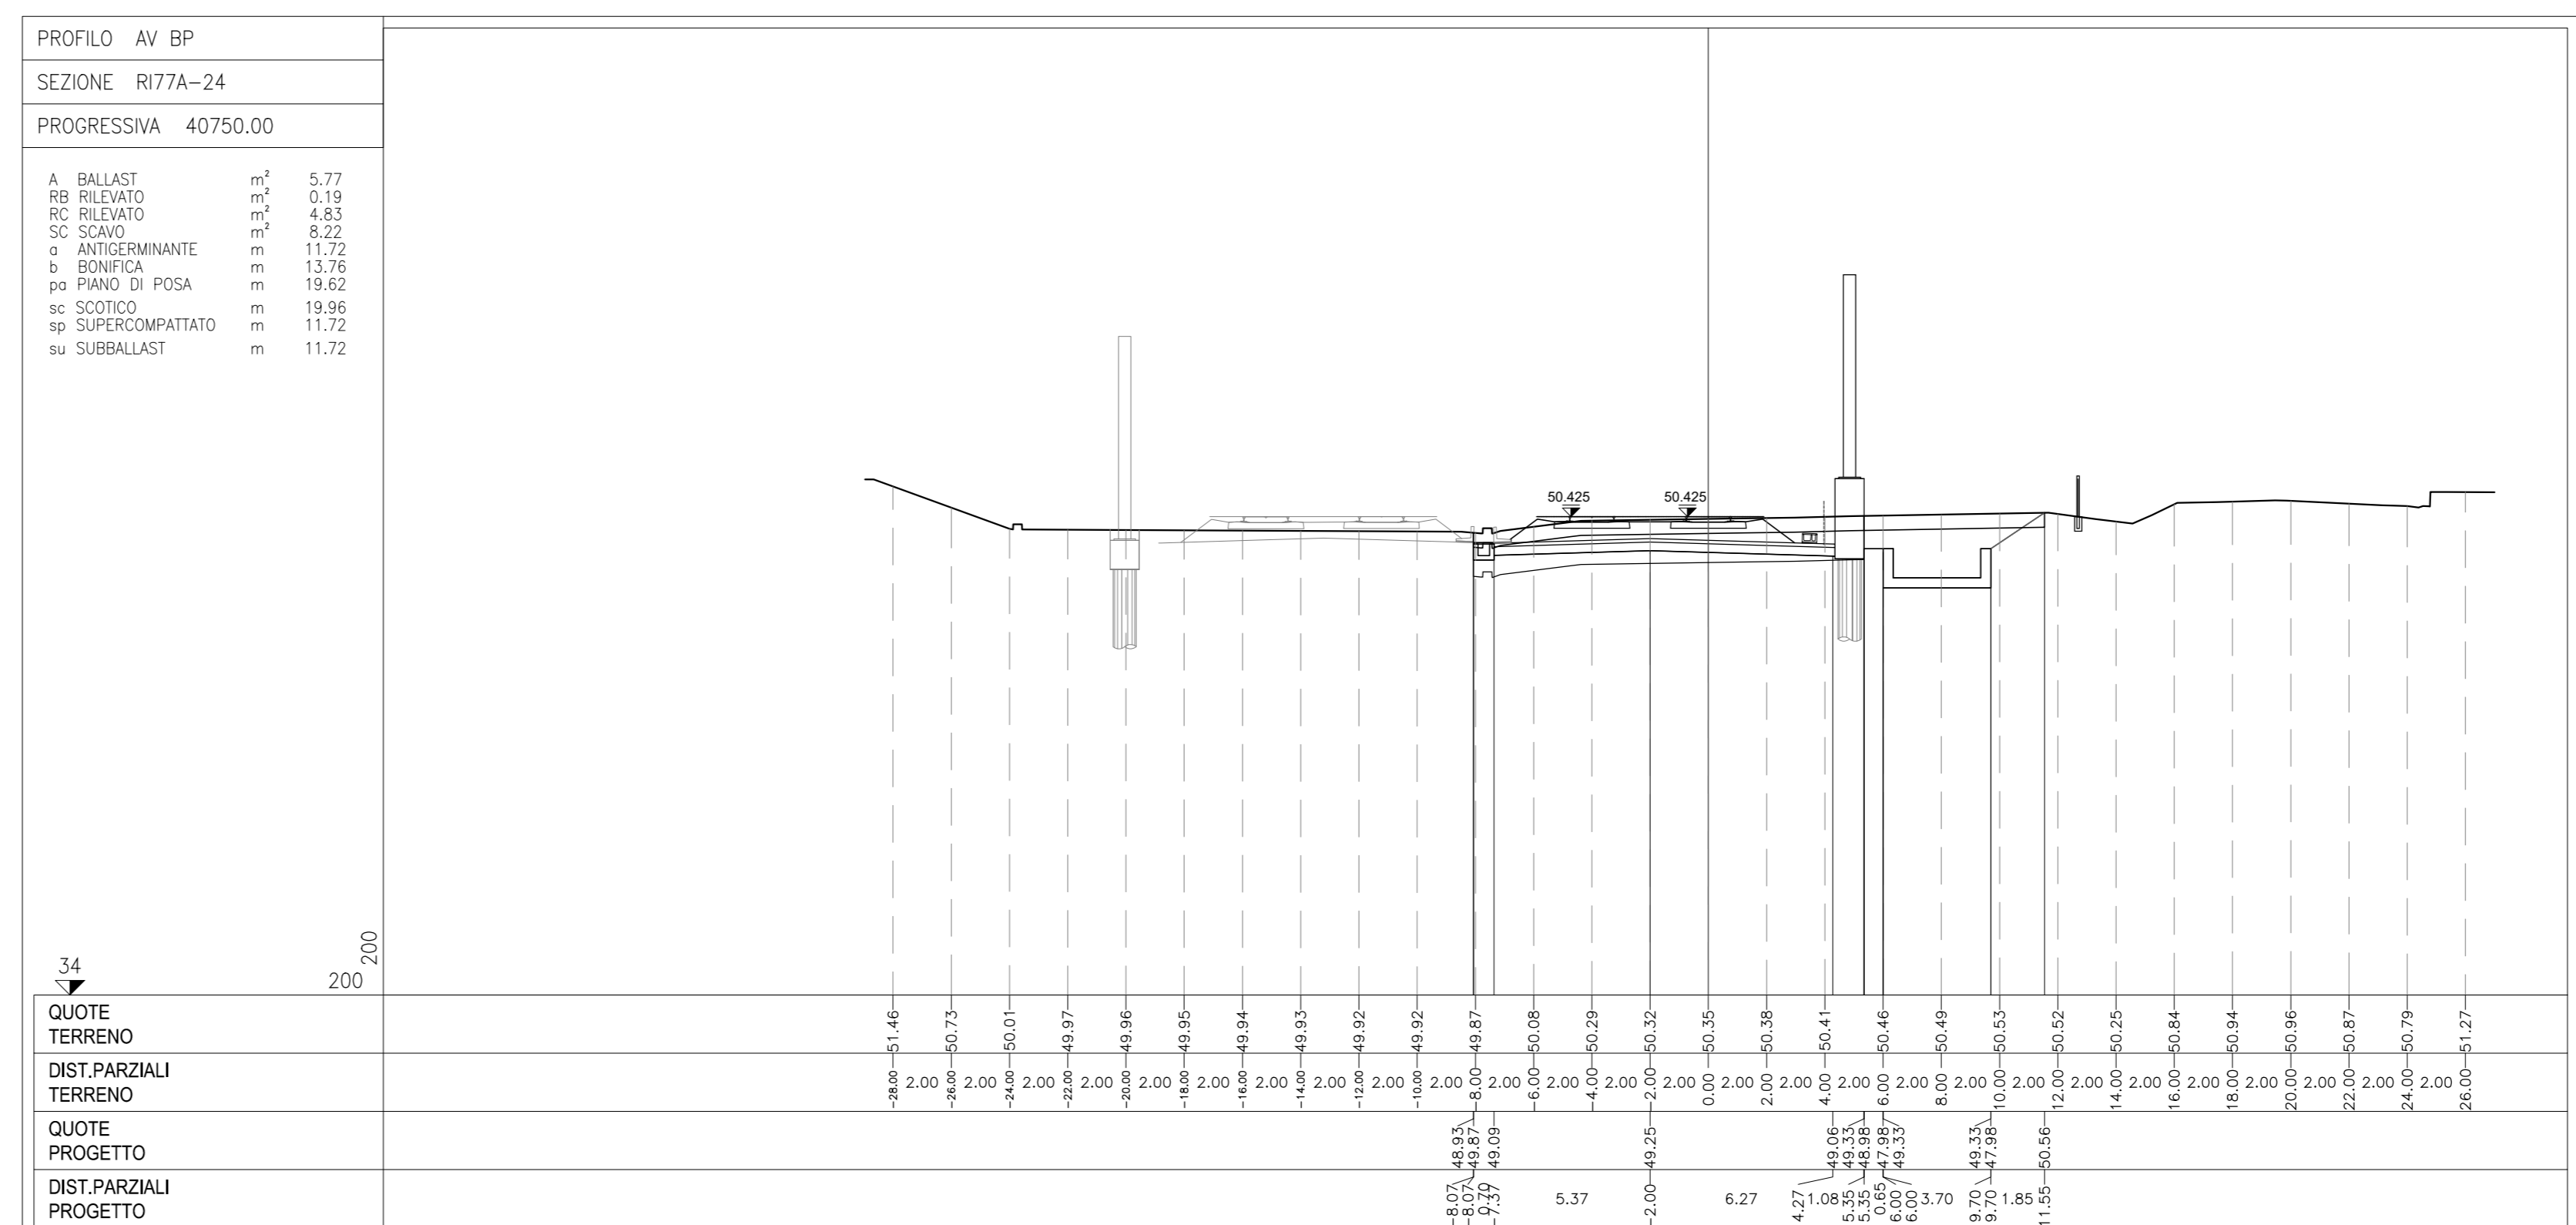 PROFILO AV BP
SEZIONE RI77A-24
PROGRESSIVA 40750.00
A BALLAST m² 5.77
RB RILEVATO m² 0.19
RC RILEVATO m² 4.83
SC SCAVO m² 8.22
a ANTIGERMINANTE m 11.72
b BONIFICA m 13.76
pa PIANO DI POSA m 19.62
sc SCOTICO m 19.96
sp SUPERCOMPATTATO m 11.72
su SUBBALLAST m 11.72
50.425 50.425
34 200 200
QUOTE TERRENO 51.46 50.73 50.01 49.97 49.96 49.95 49.94 49.93 49.92 49.92 49.87 50.08 50.29 50.32 50.35 50.38 50.41 50.46 50.49 50.53 50.52 50.25 50.84 50.94 50.96 50.87 50.79 51.27
DIST.PARZIALI TERRENO -28.00 2.00 -26.00 2.00 -24.00 2.00 -22.00 2.00 -20.00 2.00 -18.00 2.00 -16.00 2.00 -14.00 2.00 -12.00 2.00 -10.00 2.00 -8.00 2.00 -6.00 2.00 -4.00 2.00 -2.00 2.00 0.00 2.00 2.00 2.00 4.00 2.00 6.00 2.00 8.00 2.00 10.00 2.00 12.00 2.00 14.00 2.00 16.00 2.00 18.00 2.00 20.00 2.00 22.00 2.00 24.00 2.00 26.00
QUOTE PROGETTO 48.93 49.87 49.09 49.25 49.06 49.33 48.98 47.98 49.33 49.33 47.98 50.56
DIST.PARZIALI PROGETTO -8.07 -8.07 0.70 -7.37 5.37 -2.00 6.27 4.27 1.08 5.35 5.35 0.65 6.00 6.00 3.70 9.70 9.70 1.85 11.55